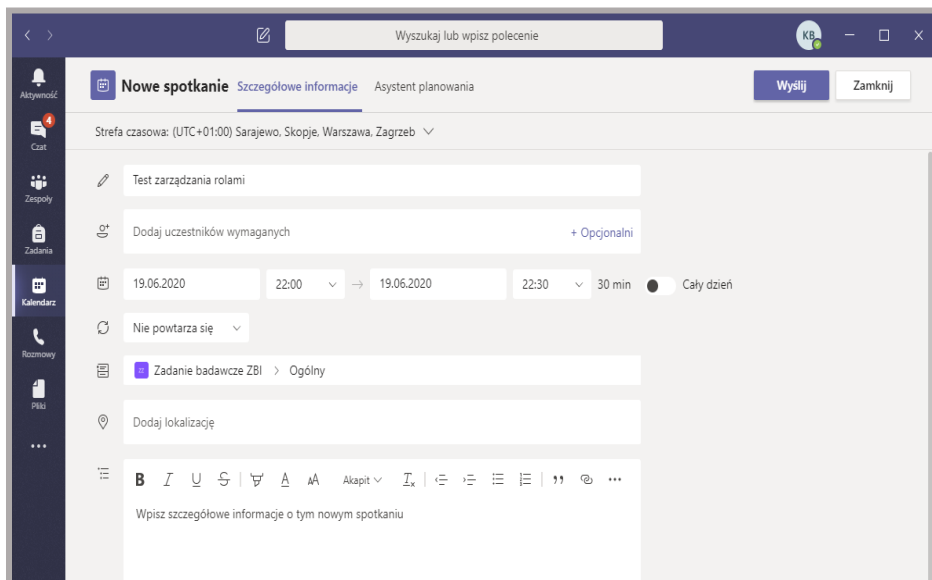 Wyszukaj lub wpisz polecenie
KB
Aktywność
4
Czat
Zespoły
Zadania
Kalendarz
Rozmowy
Pliki
Nowe spotkanie Szczegółowe informacje Asystent planowania Wyślij Zamknij
Strefa czasowa: (UTC+01:00) Sarajewo, Skopje, Warszawa, Zagrzeb
Test zarządzania rolami
Dodaj uczestników wymaganych + Opcjonalni
19.06.2020 22:00 → 19.06.2020 22:30 30 min Cały dzień
Nie powtarza się
Zadanie badawcze ZBI > Ogólny
Dodaj lokalizację
B I U S A AA Akapit Ix
Wpisz szczegółowe informacje o tym nowym spotkaniu